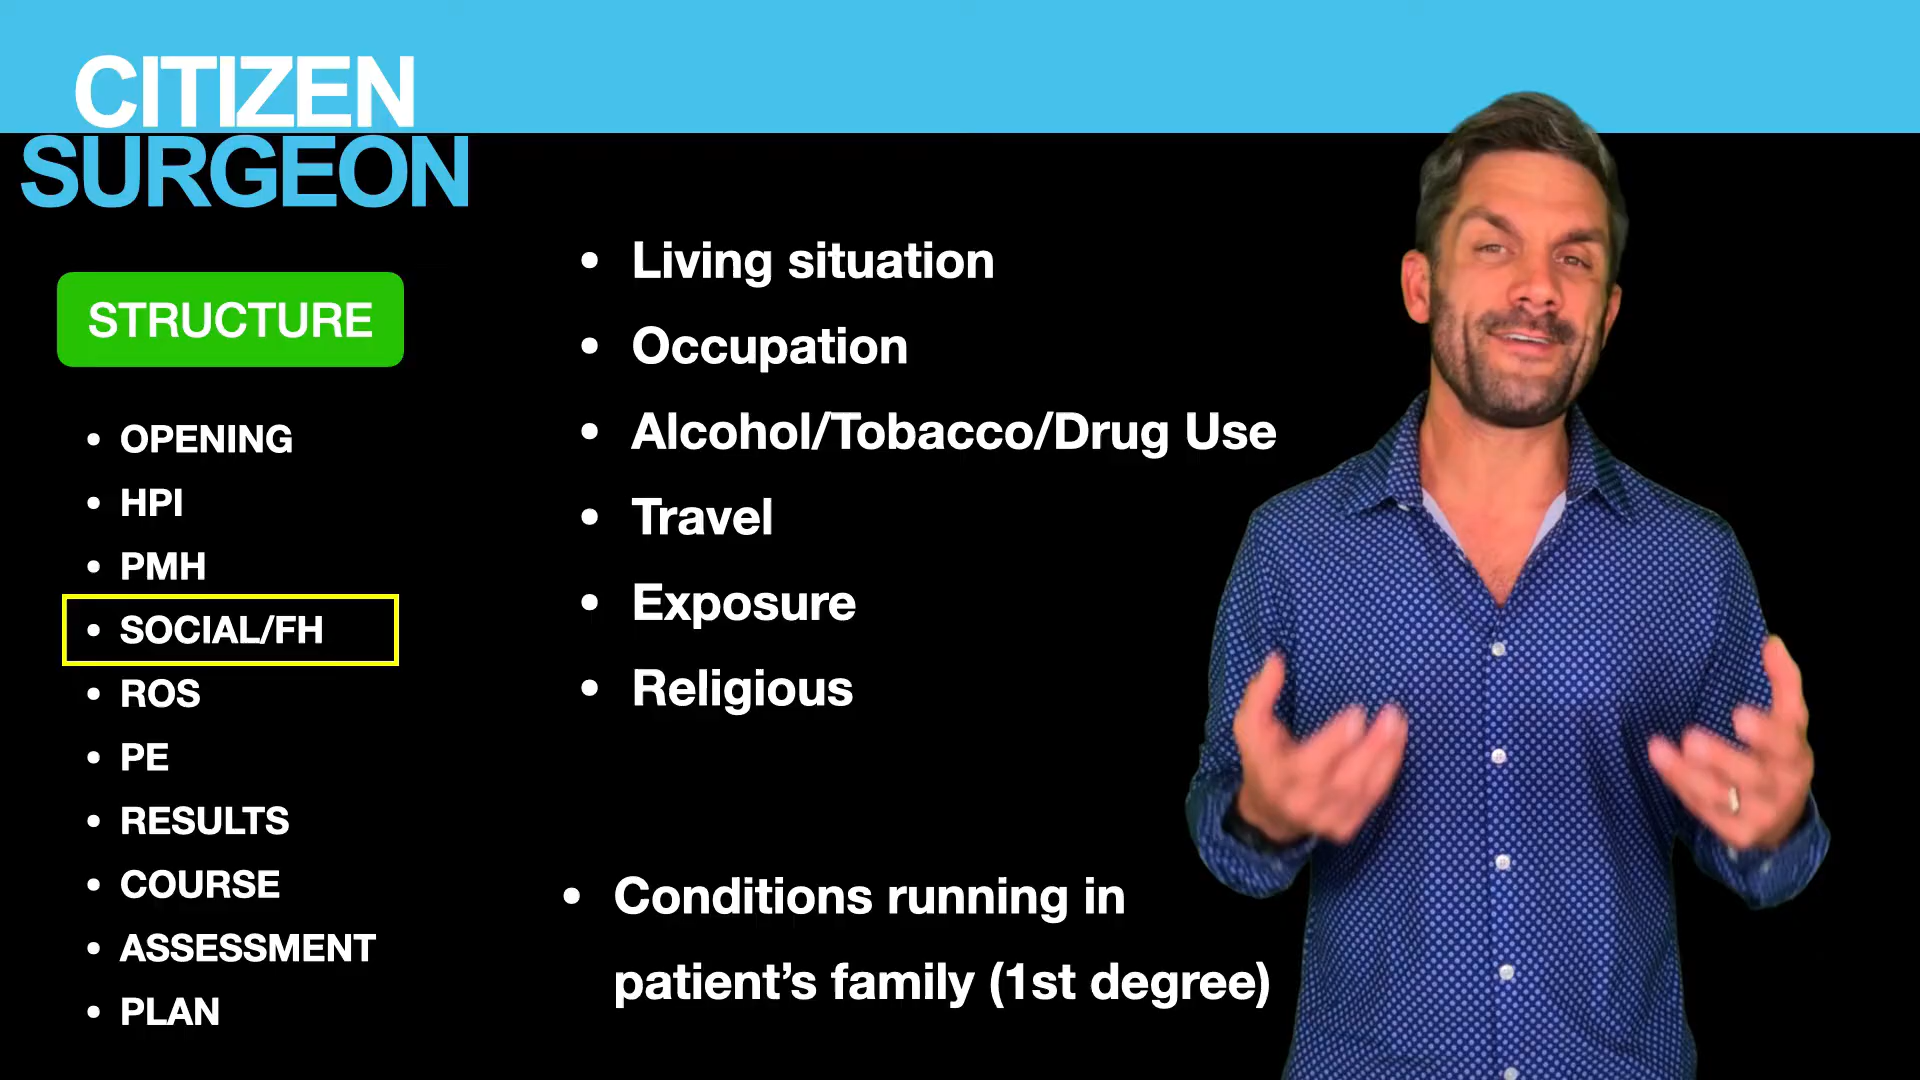 CITIZEN
SURGEON
STRUCTURE
• OPENING
• HPI
• PMH
• SOCIAL/FH
• ROS
• PE
• RESULTS
• COURSE
• ASSESSMENT
• PLAN
• Living situation
• Occupation
• Alcohol/Tobacco/Drug Use
• Travel
• Exposure
• Religious
• Conditions running in
patient’s family (1st degree)